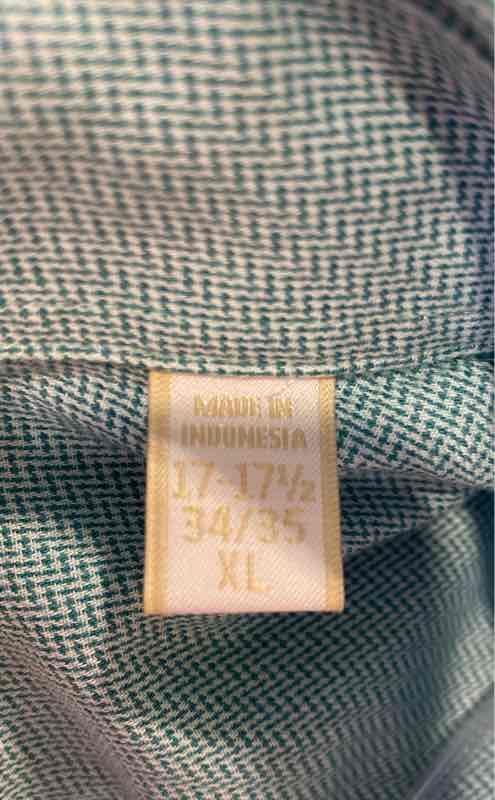 MADE IN
INDONESIA
17-17½
34/35
XL